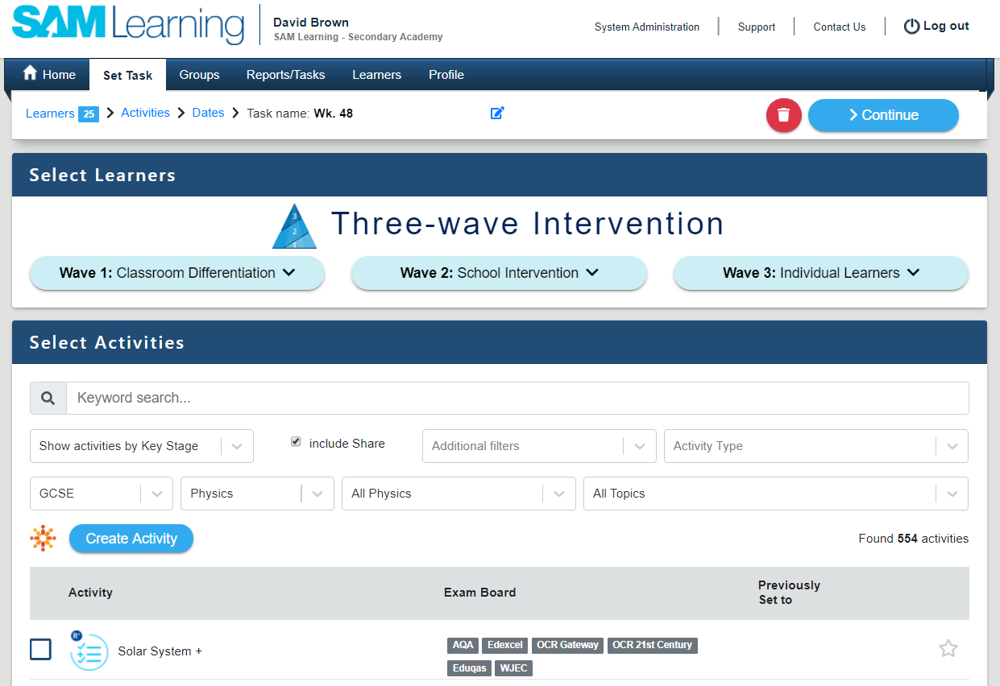 SAM Learning
David Brown
SAM Learning - Secondary Academy
System Administration | Support | Contact Us | Log out
Home Set Task Groups Reports/Tasks Learners Profile
Learners 25 > Activities > Dates > Task name: Wk. 48
> Continue
Select Learners
3
2
1
Three-wave Intervention
Wave 1: Classroom Differentiation
Wave 2: School Intervention
Wave 3: Individual Learners
Select Activities
Keyword search...
Show activities by Key Stage
include Share
Additional filters
Activity Type
GCSE
Physics
All Physics
All Topics
Create Activity
Found 554 activities
Activity
Exam Board
Previously
Set to
R+
Solar System +
AQA Edexcel OCR Gateway OCR 21st Century
Eduqas WJEC